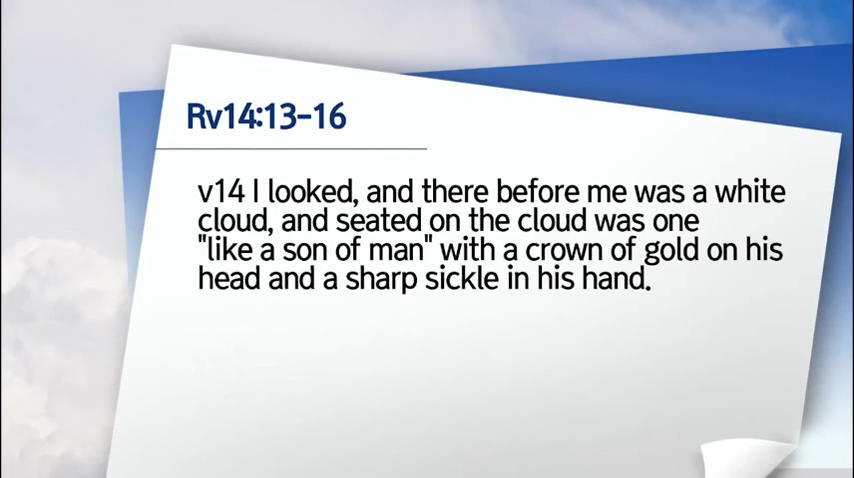 Rv14:13-16
v14 I looked, and there before me was a white
cloud, and seated on the cloud was one
"like a son of man" with a crown of gold on his
head and a sharp sickle in his hand.